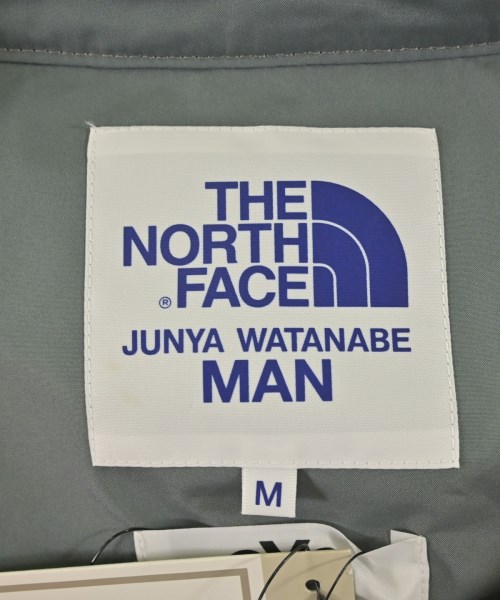 THE
NORTH
® FACE
JUNYA WATANABE
MAN
M